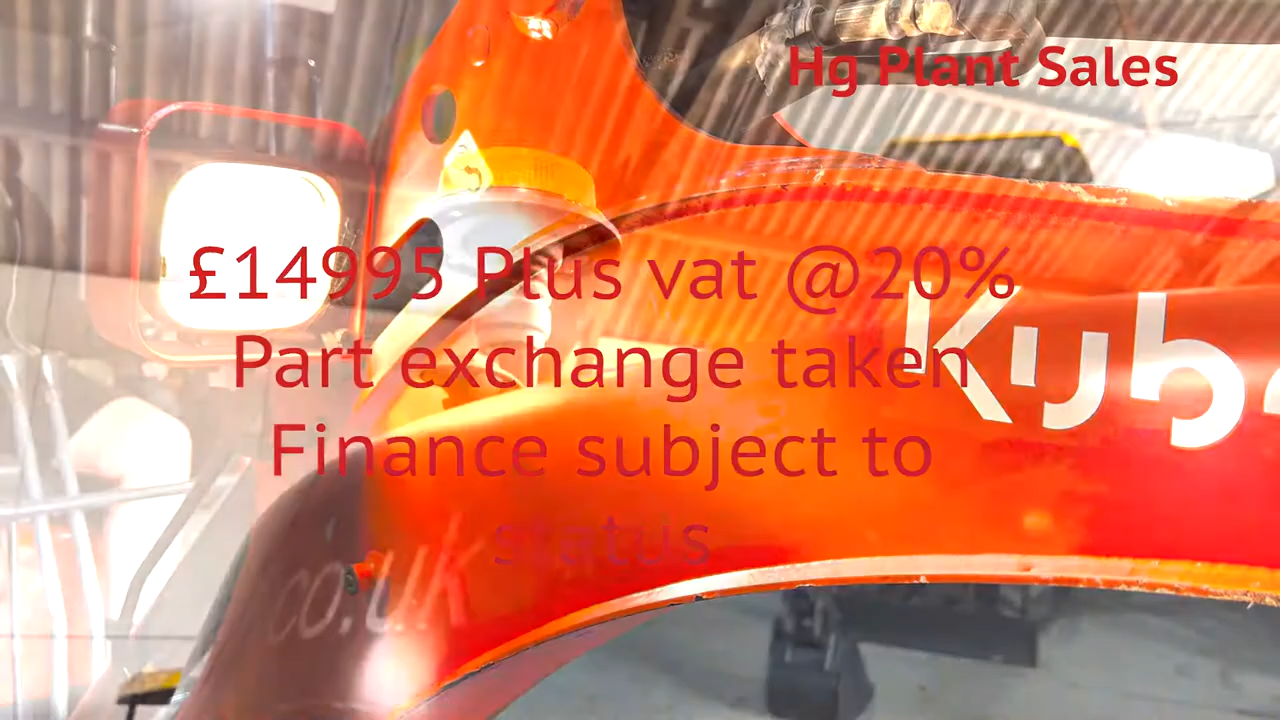 Hg Plant Sales
£14995 Plus vat @20%
Part exchange taken
Kub
Finance subject to
status
co.uk